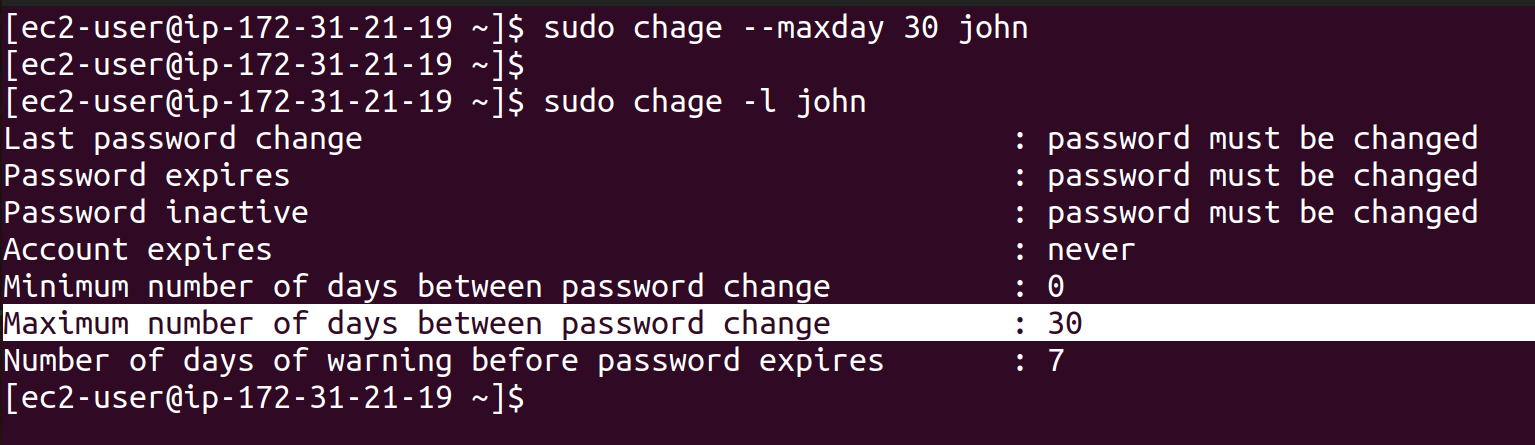 [ec2-user@ip-172-31-21-19 ~]$ sudo chage --maxday 30 john
[ec2-user@ip-172-31-21-19 ~]$
[ec2-user@ip-172-31-21-19 ~]$ sudo chage -l john
Last password change : password must be changed
Password expires : password must be changed
Password inactive : password must be changed
Account expires : never
Minimum number of days between password change : 0
Maximum number of days between password change : 30
Number of days of warning before password expires : 7
[ec2-user@ip-172-31-21-19 ~]$